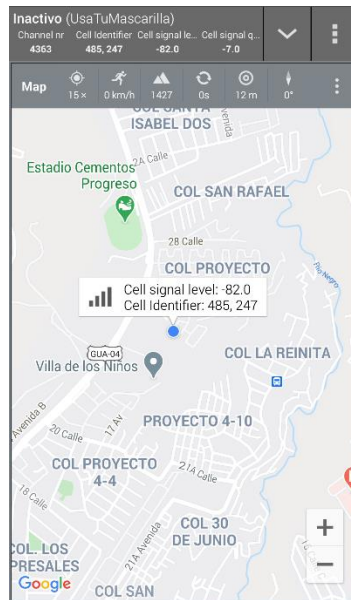 Inactivo (UsaTuMascarilla)
Channel nr Cell Identifier Cell signal le... Cell signal q...
4363 485, 247 -82.0 -7.0
Map 15× 0 km/h 1427 0s 12 m 0°
COL SANTA
ISABEL DOS
Avenida
2A Calle
Estadio Cementos
Progreso
COL SAN RAFAEL
28 Calle
COL PROYECTO
Río Negro
Cell signal level: -82.0
Cell Identifier: 485, 247
GUA-04
COL LA REINITA
Villa de los Niños
Avenida B
17 Av
20 Calle
PROYECTO 4-10
COL PROYECTO
4-4
21A Calle
18 Calle
COL 30
DE JUNIO
21A Avenida
COL. LOS
PRESALES
Google
COL SAN